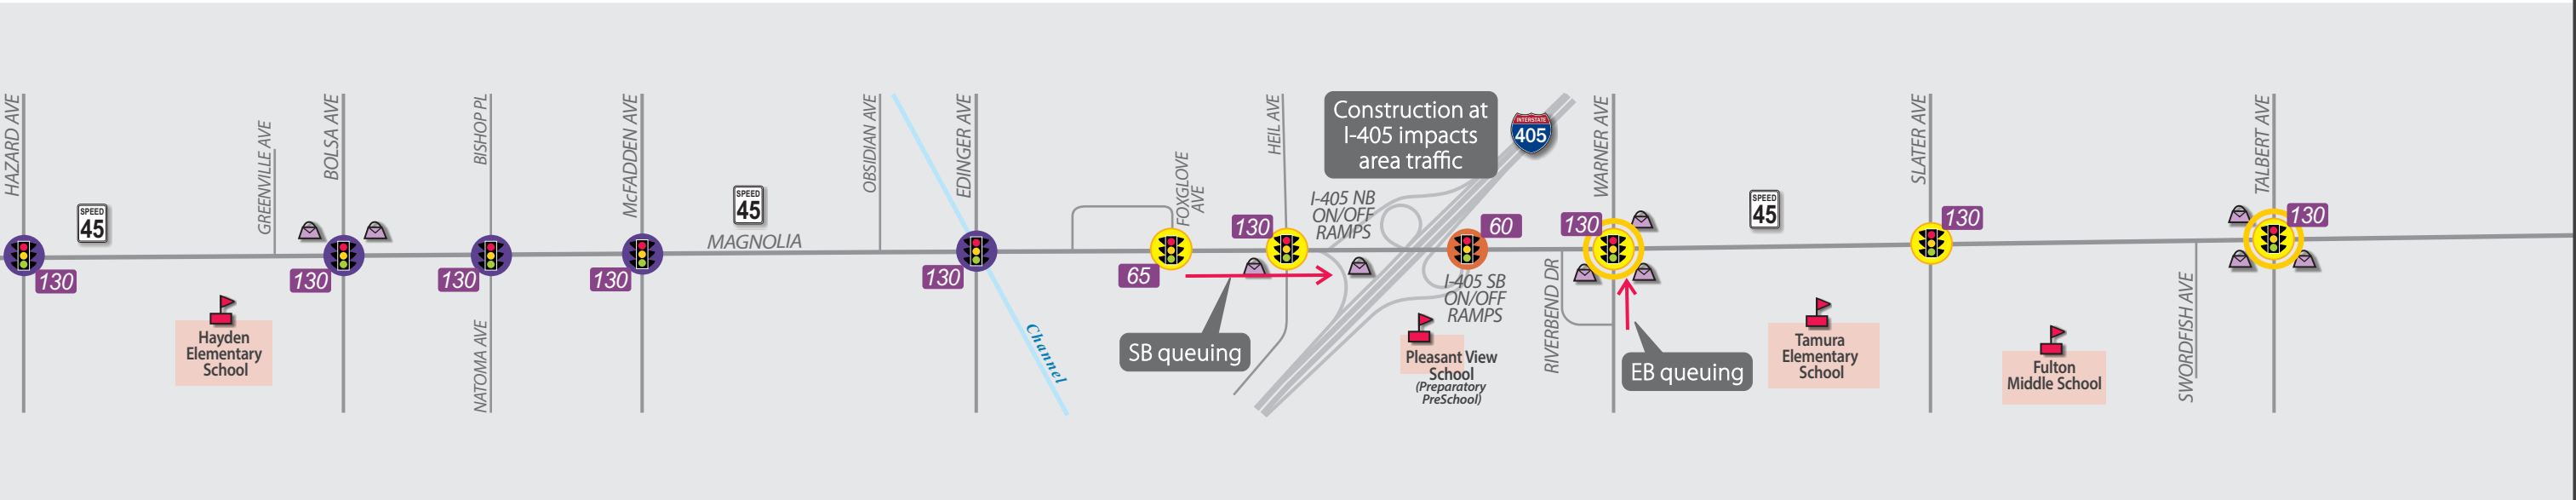 HAZARD AVE
130
SPEED
45
Hayden
Elementary
School
GREENVILLE AVE
BOLSA AVE
130
BISHOP PL
130
NATOMA AVE
McFADDEN AVE
130
SPEED
45
MAGNOLIA
OBSIDIAN AVE
EDINGER AVE
130
Channel
FOXGLOVE
AVE
65
SB queuing
HEIL AVE
130
I-405 NB
ON/OFF
RAMPS
Construction at
I-405 impacts
area traffic
INTERSTATE
405
60
I-405 SB
ON/OFF
RAMPS
Pleasant View
School
(Preparatory
PreSchool)
RIVERBEND DR
WARNER AVE
130
EB queuing
SPEED
45
Tamura
Elementary
School
SLATER AVE
130
Fulton
Middle School
SWORDFISH AVE
TALBERT AVE
130